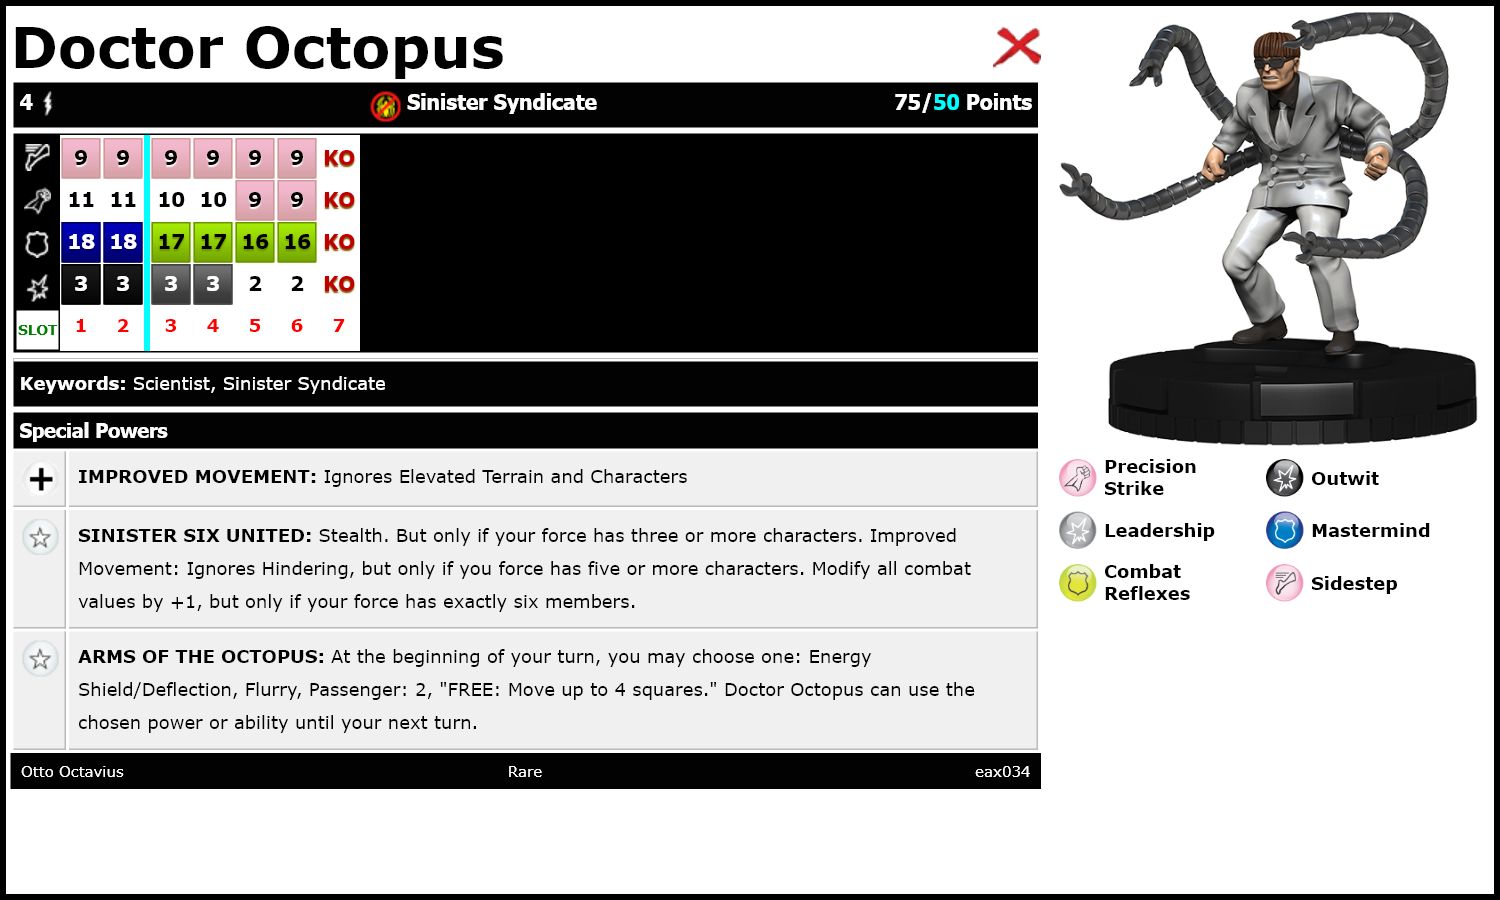 Doctor Octopus
4 Sinister Syndicate 75/50 Points
9 9 9 9 9 9 KO
11 11 10 10 9 9 KO
18 18 17 17 16 16 KO
3 3 3 3 2 2 KO
SLOT 1 2 3 4 5 6 7
Keywords: Scientist, Sinister Syndicate
Special Powers
IMPROVED MOVEMENT: Ignores Elevated Terrain and Characters
SINISTER SIX UNITED: Stealth. But only if your force has three or more characters. Improved
Movement: Ignores Hindering, but only if you force has five or more characters. Modify all combat
values by +1, but only if your force has exactly six members.
ARMS OF THE OCTOPUS: At the beginning of your turn, you may choose one: Energy
Shield/Deflection, Flurry, Passenger: 2, "FREE: Move up to 4 squares." Doctor Octopus can use the
chosen power or ability until your next turn.
Otto Octavius Rare eax034
Precision
Strike
Outwit
Leadership
Mastermind
Combat
Reflexes
Sidestep